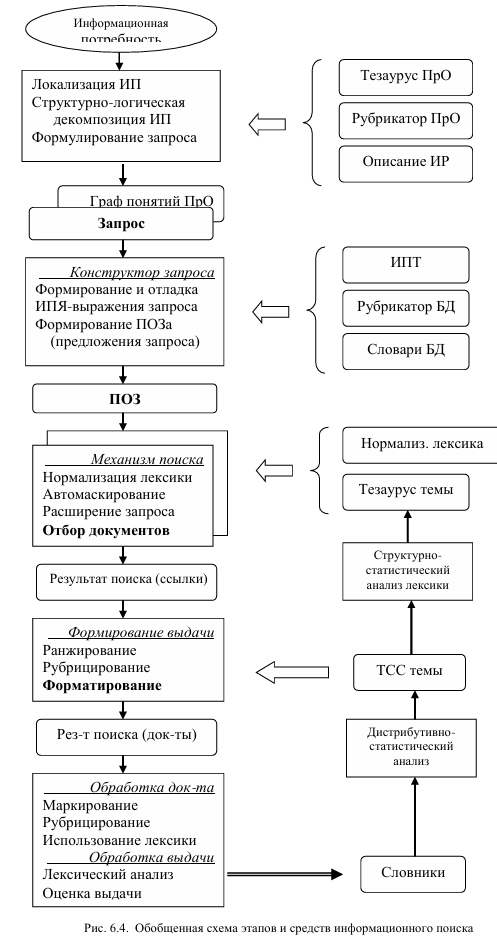 Информационная
потребность
Локализация ИП
Структурно-логическая
декомпозиция ИП
Формулирование запроса
Тезаурус ПрО
Рубрикатор ПрО
Описание ИР
Граф понятий ПрО
Запрос
Конструктор запроса
Формирование и отладка
ИПЯ-выражения запроса
Формирование ПОЗа
(предложения запроса)
ИПТ
Рубрикатор БД
Словари БД
ПОЗ
Механизм поиска
Нормализация лексики
Автомаскирование
Расширение запроса
Отбор документов
Нормализ. лексика
Тезаурус темы
Структурно-
статистический
анализ лексики
Результат поиска (ссылки)
Формирование выдачи
Ранжирование
Рубрицирование
Форматирование
ТСС темы
Рез-т поиска (док-ты)
Дистрибутивно-
статистический
анализ
Обработка док-та
Маркирование
Рубрицирование
Использование лексики
Обработка выдачи
Лексический анализ
Оценка выдачи
Словники
Рис. 6.4. Обобщенная схема этапов и средств информационного поиска